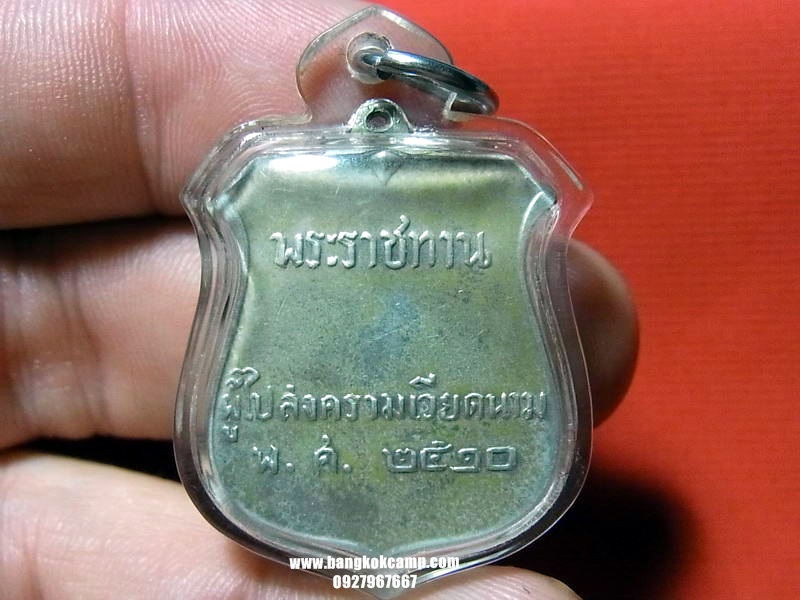 พระราชทาน
ผู้ไปสงครามเวียดนาม
พ. ศ. ๒๕๑๐
www.bangkokcamp.com
0927967667